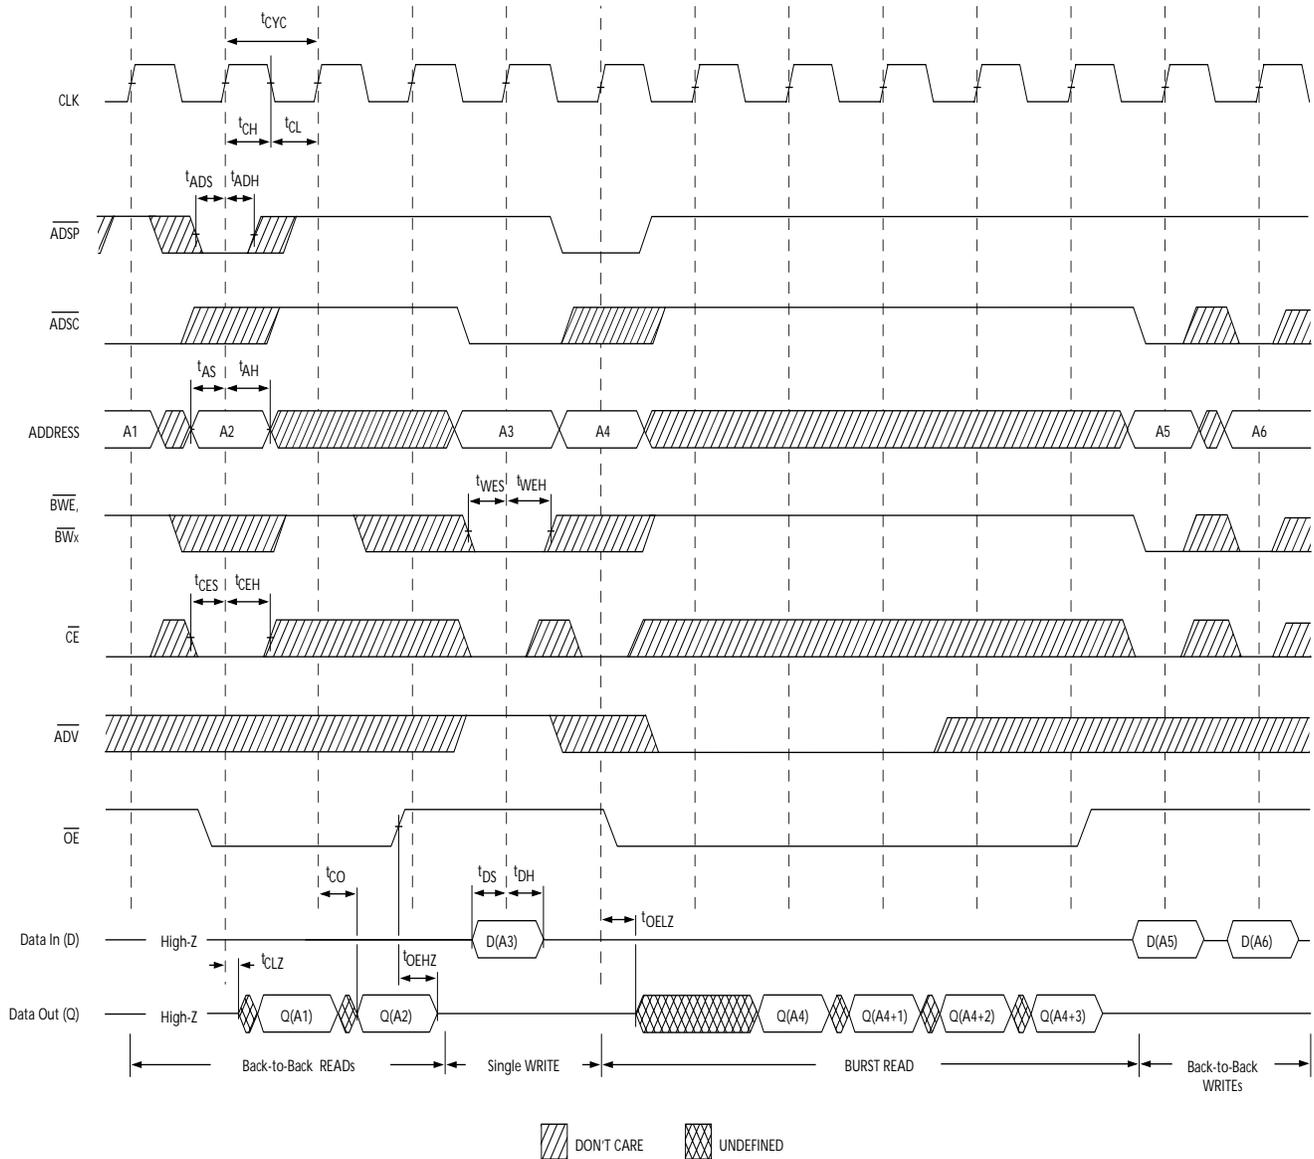 tCYC
CLK
tCH tCL
tADS tADH
ADSP
ADSC
tAS tAH
ADDRESS A1 A2 A3 A4 A5 A6
tWES tWEH
BWE,
BWx
tCES tCEH
CE
ADV
OE
tCO tDS tDH
tOELZ
Data In (D) High-Z D(A3) D(A5) D(A6)
tCLZ tOEHZ
Data Out (Q) High-Z Q(A1) Q(A2) Q(A4) Q(A4+1) Q(A4+2) Q(A4+3)
Back-to-Back READs Single WRITE BURST READ Back-to-Back
WRITEs
DON'T CARE UNDEFINED